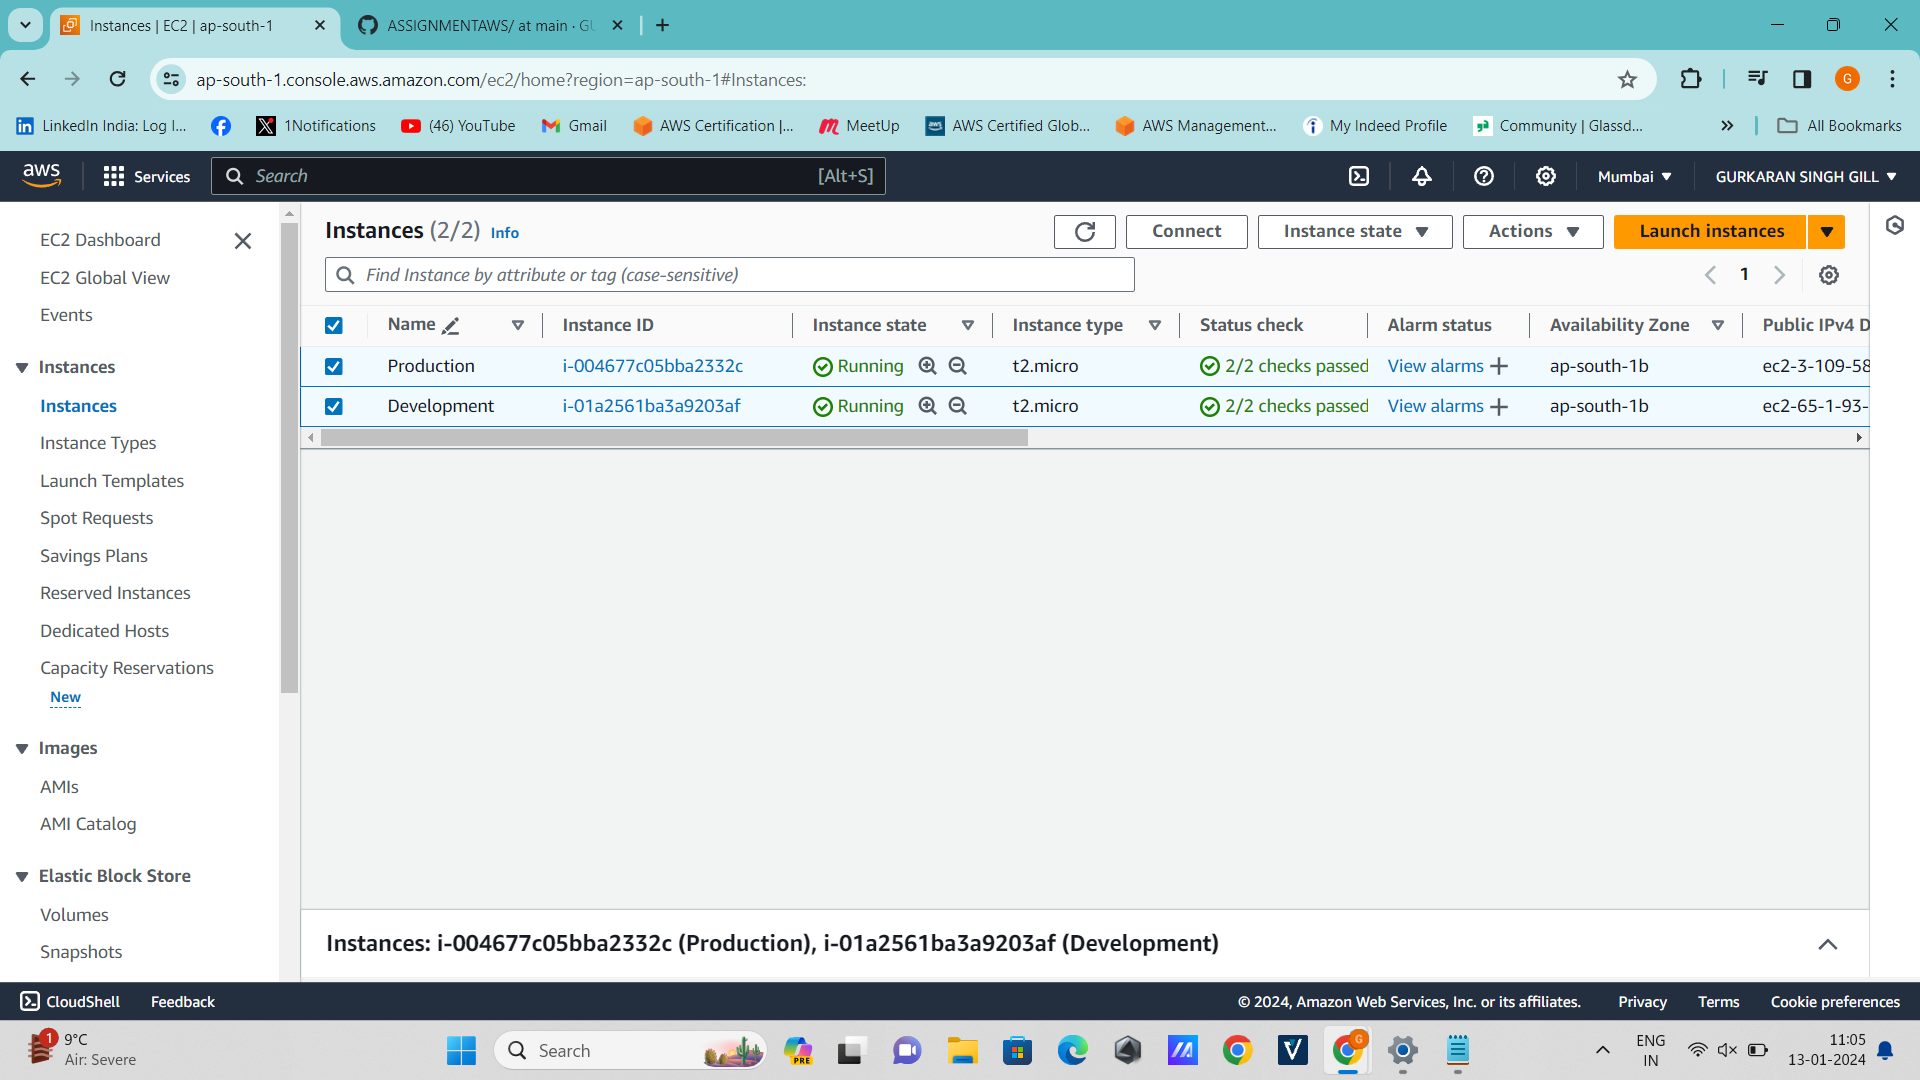 Instances | EC2 | ap-south-1
ASSIGNMENTAWS/ at main · GU
ap-south-1.console.aws.amazon.com/ec2/home?region=ap-south-1#Instances:
G
LinkedIn India: Log I...
1Notifications
(46) YouTube
Gmail
AWS Certification |...
MeetUp
AWS Certified Glob...
AWS Management...
My Indeed Profile
Community | Glassd...
All Bookmarks
aws
Services
Search
[Alt+S]
Mumbai
GURKARAN SINGH GILL
EC2 Dashboard
EC2 Global View
Events
Instances
Instances
Instance Types
Launch Templates
Spot Requests
Savings Plans
Reserved Instances
Dedicated Hosts
Capacity Reservations
New
Images
AMIs
AMI Catalog
Elastic Block Store
Volumes
Snapshots
Instances (2/2) Info
Connect
Instance state
Actions
Launch instances
Find Instance by attribute or tag (case-sensitive)
1
Name Instance ID Instance state Instance type Status check Alarm status Availability Zone Public IPv4 D
Production i-004677c05bba2332c Running t2.micro 2/2 checks passed View alarms ap-south-1b ec2-3-109-58
Development i-01a2561ba3a9203af Running t2.micro 2/2 checks passed View alarms ap-south-1b ec2-65-1-93-
Instances: i-004677c05bba2332c (Production), i-01a2561ba3a9203af (Development)
CloudShell
Feedback
© 2024, Amazon Web Services, Inc. or its affiliates.
Privacy
Terms
Cookie preferences
1
9°C
Air: Severe
Search
PRE
G
ENG
IN
11:05
13-01-2024